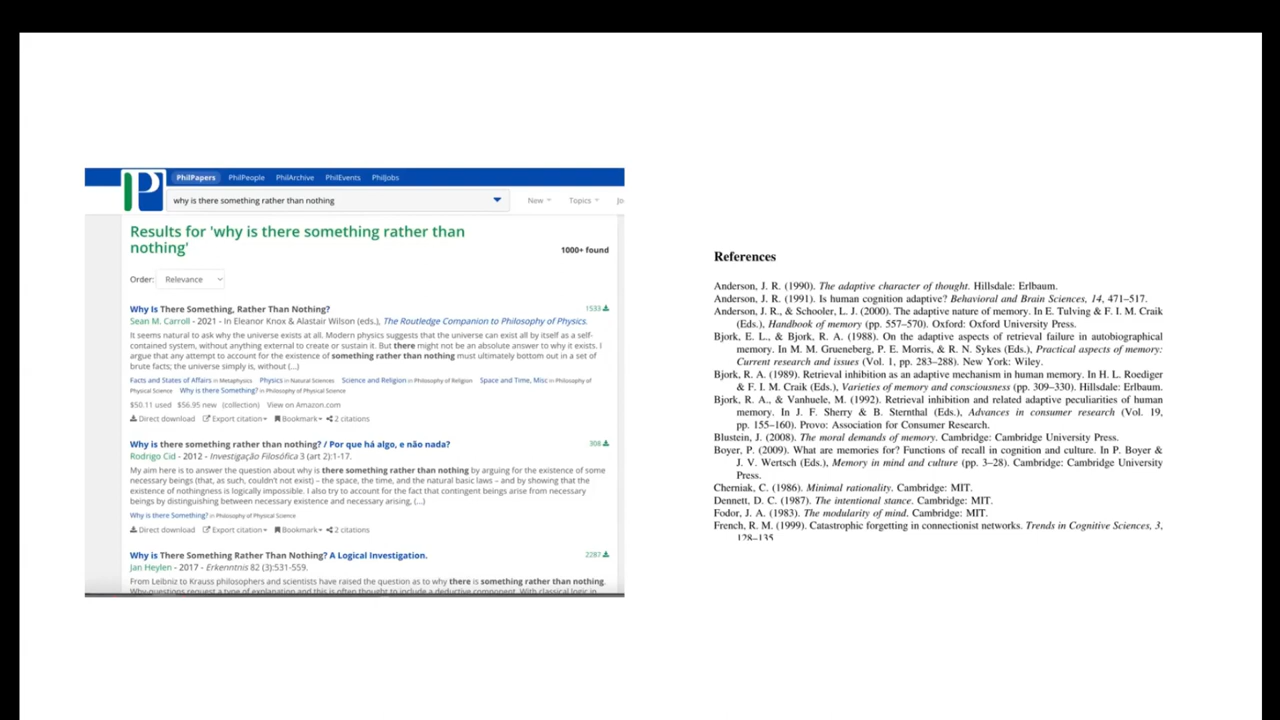 PhilPapers PhilPeople PhilArchive PhilEvents PhilJobs
P
why is there something rather than nothing
New Topics Jo
Results for 'why is there something rather than
nothing'
1000+ found
Order: Relevance
Why Is There Something, Rather Than Nothing? 1533
Sean M. Carroll - 2021 - In Eleanor Knox & Alastair Wilson (eds.), The Routledge Companion to Philosophy of Physics.
It seems natural to ask why the universe exists at all. Modern physics suggests that the universe can exist all by itself as a self-
contained system, without anything external to create or sustain it. But there might not be an absolute answer to why it exists. I
argue that any attempt to account for the existence of something rather than nothing must ultimately bottom out in a set of
brute facts; the universe simply is, without (...)
Facts and States of Affairs in Metaphysics Physics in Natural Sciences Science and Religion in Philosophy of Religion Space and Time, Misc in Philosophy of
Physical Science Why is there Something? in Philosophy of Physical Science
$50.11 used $56.95 new (collection) View on Amazon.com
Direct download Export citation Bookmark 2 citations
Why is there something rather than nothing? / Por que há algo, e não nada? 308
Rodrigo Cid - 2012 - Investigação Filosófica 3 (art 2):1-17.
My aim here is to answer the question about why is there something rather than nothing by arguing for the existence of some
necessary beings (that, as such, couldn't not exist) – the space, the time, and the natural basic laws – and by showing that the
existence of nothingness is logically impossible. I also try to account for the fact that contingent beings arise from necessary
beings by distinguishing between necessary existence and necessary arising, (...)
Why is there Something? in Philosophy of Physical Science
Direct download Export citation Bookmark 2 citations
Why is There Something Rather Than Nothing? A Logical Investigation. 2287
Jan Heylen - 2017 - Erkenntnis 82 (3):531-559.
From Leibniz to Krauss philosophers and scientists have raised the question as to why there is something rather than nothing.
Why-questions request a type of explanation and this is often thought to include a deductive component. With classical logic in
References
Anderson, J. R. (1990). The adaptive character of thought. Hillsdale: Erlbaum.
Anderson, J. R. (1991). Is human cognition adaptive? Behavioral and Brain Sciences, 14, 471–517.
Anderson, J. R., & Schooler, L. J. (2000). The adaptive nature of memory. In E. Tulving & F. I. M. Craik
(Eds.), Handbook of memory (pp. 557–570). Oxford: Oxford University Press.
Bjork, E. L., & Bjork, R. A. (1988). On the adaptive aspects of retrieval failure in autobiographical
memory. In M. M. Grueneberg, P. E. Morris, & R. N. Sykes (Eds.), Practical aspects of memory:
Current research and issues (Vol. 1, pp. 283–288). New York: Wiley.
Bjork, R. A. (1989). Retrieval inhibition as an adaptive mechanism in human memory. In H. L. Roediger
& F. I. M. Craik (Eds.), Varieties of memory and consciousness (pp. 309–330). Hillsdale: Erlbaum.
Bjork, R. A., & Vanhuele, M. (1992). Retrieval inhibition and related adaptive peculiarities of human
memory. In J. F. Sherry & B. Sternthal (Eds.), Advances in consumer research (Vol. 19,
pp. 155–160). Provo: Association for Consumer Research.
Blustein, J. (2008). The moral demands of memory. Cambridge: Cambridge University Press.
Boyer, P. (2009). What are memories for? Functions of recall in cognition and culture. In P. Boyer &
J. V. Wertsch (Eds.), Memory in mind and culture (pp. 3–28). Cambridge: Cambridge University
Press.
Cherniak, C. (1986). Minimal rationality. Cambridge: MIT.
Dennett, D. C. (1987). The intentional stance. Cambridge: MIT.
Fodor, J. A. (1983). The modularity of mind. Cambridge: MIT.
French, R. M. (1999). Catastrophic forgetting in connectionist networks. Trends in Cognitive Sciences, 3,
128–135